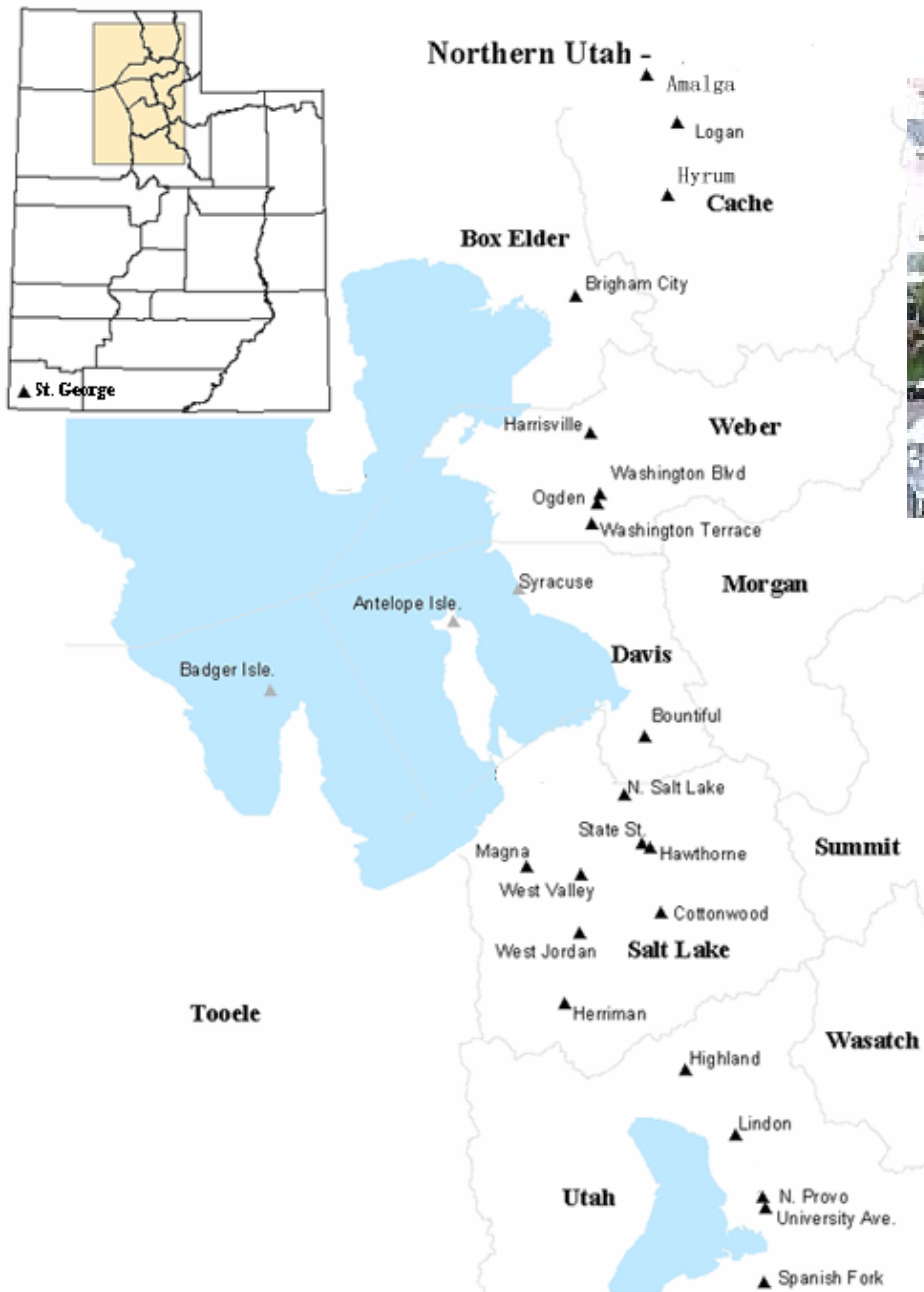 Northern Utah -
Amalga
Logan
Hyrum
Cache
Box Elder
Brigham City
St. George
Harrisville
Weber
Washington Blvd
Ogden
Washington Terrace
Syracuse
Morgan
Antelope Isle.
Davis
Badger Isle.
Bountiful
N. Salt Lake
State St.
Hawthorne
Summit
Magna
West Valley
Cottonwood
West Jordan
Salt Lake
Tooele
Herriman
Wasatch
Highland
Lindon
Utah
N. Provo
University Ave.
Spanish Fork